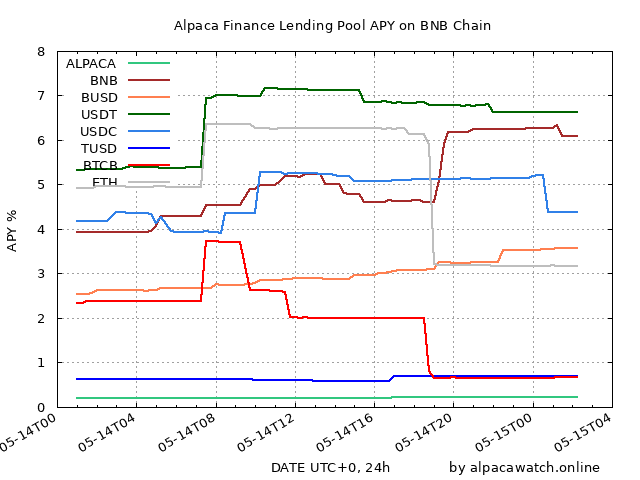 Alpaca Finance Lending Pool APY on BNB Chain
8
7
6
5
4
3
2
1
0
APY %
ALPACA
BNB
BUSD
USDT
USDC
TUSD
BTCB
ETH
05-14T00
05-14T04
05-14T08
05-14T12
05-14T16
05-14T20
05-15T00
05-15T04
DATE UTC+0, 24h
by alpacawatch.online